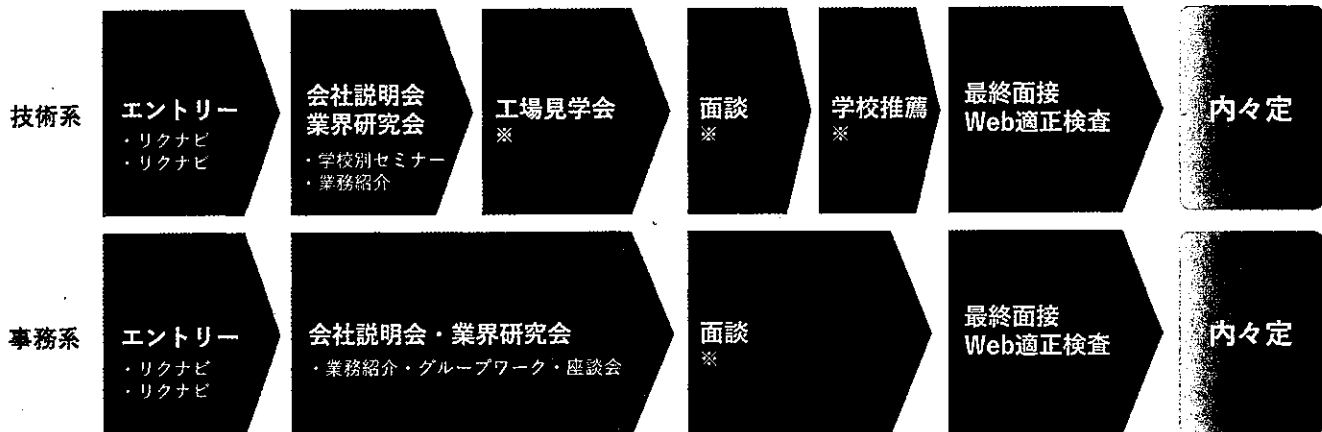 技術系
エントリー
・リクナビ
・リクナビ
会社説明会
業界研究会
・学校別セミナー
・業務紹介
工場見学会
※
面談
※
学校推薦
※
最終面接
Web適正検査
内々定
事務系
エントリー
・リクナビ
・リクナビ
会社説明会・業界研究会
・業務紹介・グループワーク・座談会
面談
※
最終面接
Web適正検査
内々定